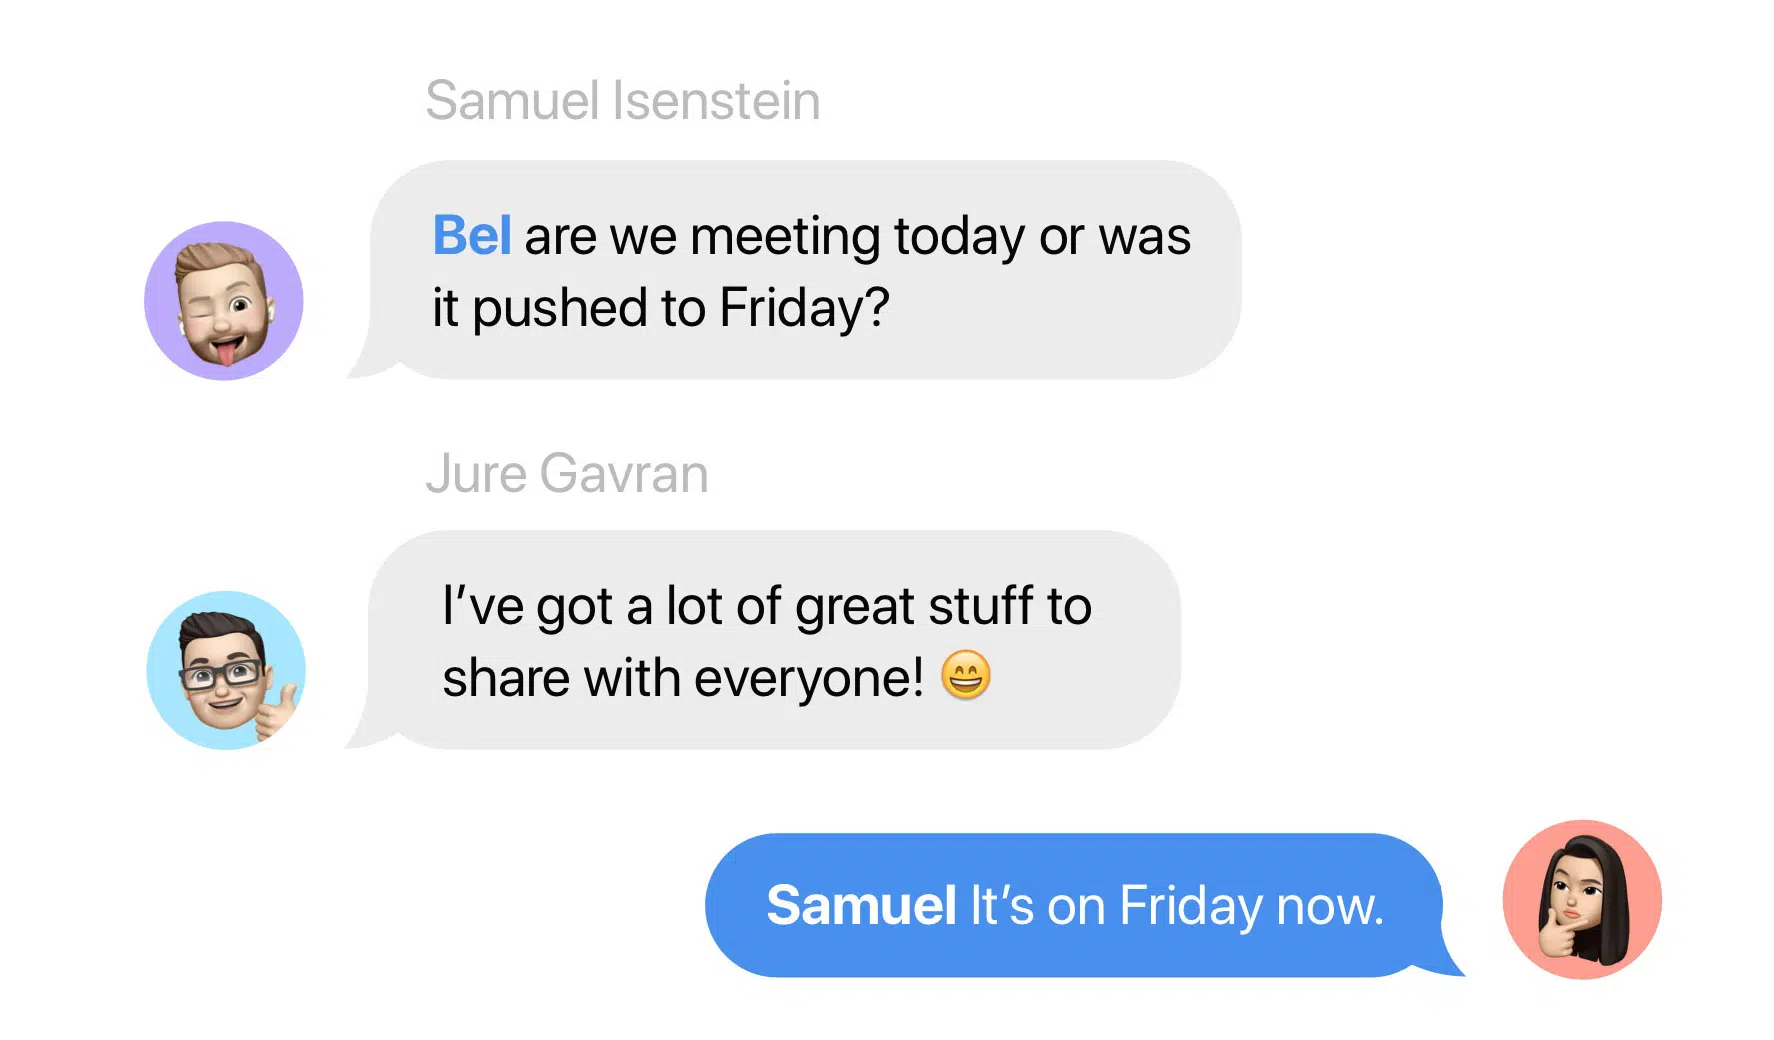 Samuel Isenstein
Bel are we meeting today or was
it pushed to Friday?
Jure Gavran
I’ve got a lot of great stuff to
share with everyone! 😄
Samuel It’s on Friday now.